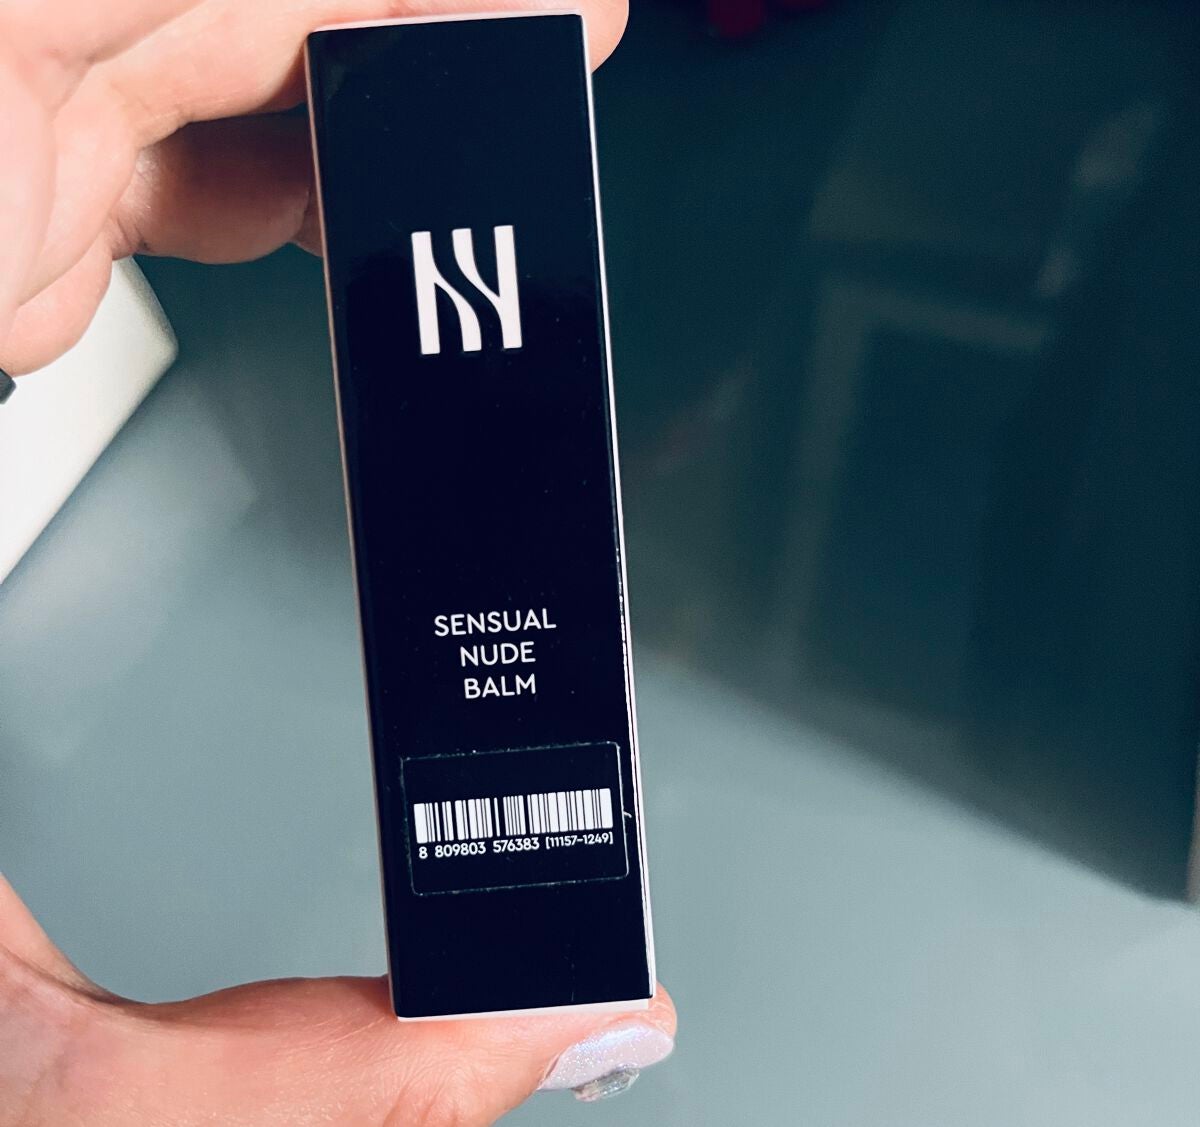 SENSUAL
NUDE
BALM
8 809803 576383 [11157-1249]